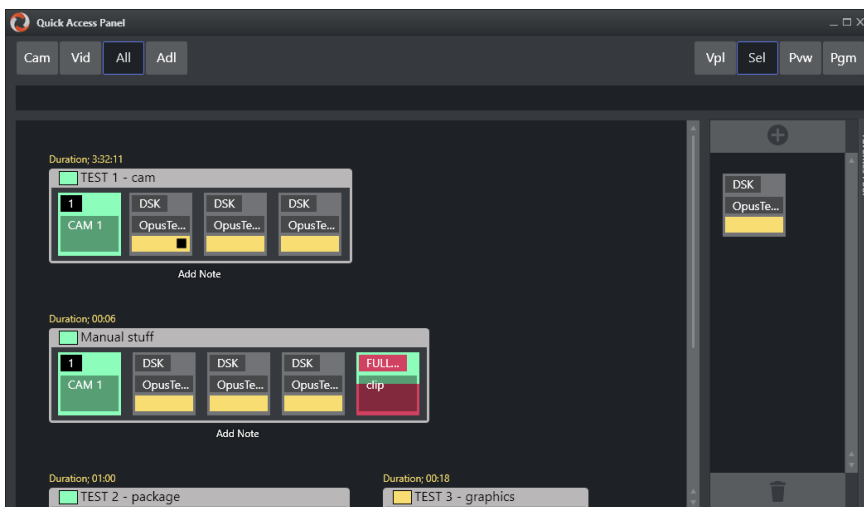 Quick Access Panel
Cam Vid All Adl Vpl Sel Pvw Pgm
Duration; 3:32:11
TEST 1 - cam
1 DSK DSK DSK
CAM 1 OpusTe... OpusTe... OpusTe...
Add Note
DSK
OpusTe...
Duration; 00:06
Manual stuff
1 DSK DSK DSK FULL...
CAM 1 OpusTe... OpusTe... OpusTe... clip
Add Note
Duration; 01:00 Duration; 00:18
TEST 2 - package TEST 3 - graphics